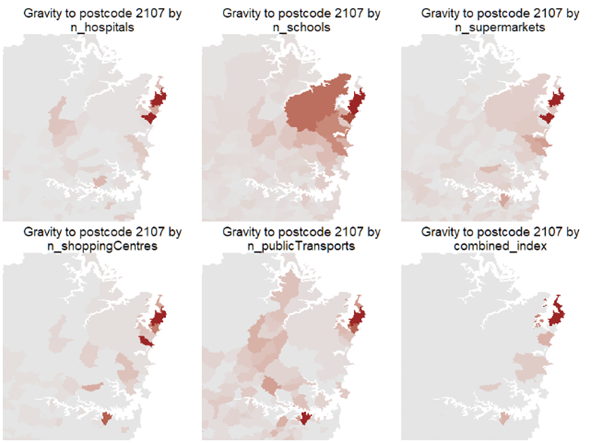 Gravity to postcode 2107 by
n_hospitals
Gravity to postcode 2107 by
n_schools
Gravity to postcode 2107 by
n_supermarkets
Gravity to postcode 2107 by
n_shoppingCentres
Gravity to postcode 2107 by
n_publicTransports
Gravity to postcode 2107 by
combined_index